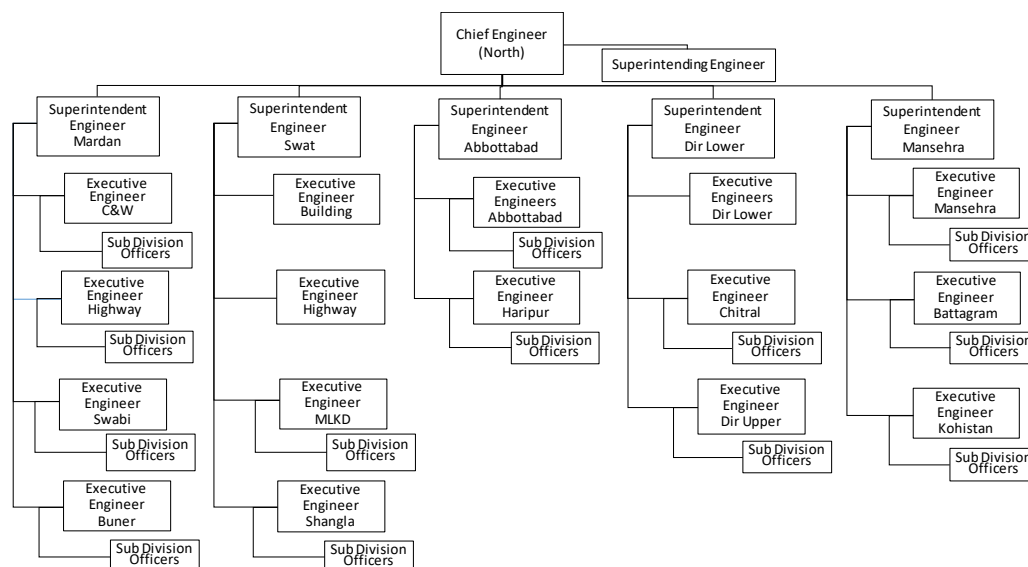 Chief Engineer
(North)
Superintending Engineer
Superintendent
Engineer
Mardan
Executive
Engineer
C&W
Sub Division
Officers
Executive
Engineer
Highway
Sub Division
Officers
Executive
Engineer
Swabi
Sub Division
Officers
Executive
Engineer
Buner
Sub Division
Officers
Superintendent
Engineer
Swat
Executive
Engineer
Building
Executive
Engineer
Highway
Executive
Engineer
MLKD
Sub Division
Officers
Executive
Engineer
Shangla
Sub Division
Officers
Superintendent
Engineer
Abbottabad
Executive
Engineers
Abbottabad
Sub Division
Officers
Executive
Engineer
Haripur
Sub Division
Officers
Superintendent
Engineer
Dir Lower
Executive
Engineers
Dir Lower
Executive
Engineer
Chitral
Sub Division
Officers
Executive
Engineer
Dir Upper
Sub Division
Officers
Superintendent
Engineer
Mansehra
Executive
Engineer
Mansehra
Sub Division
Officers
Executive
Engineer
Battagram
Sub Division
Officers
Executive
Engineer
Kohistan
Sub Division
Officers